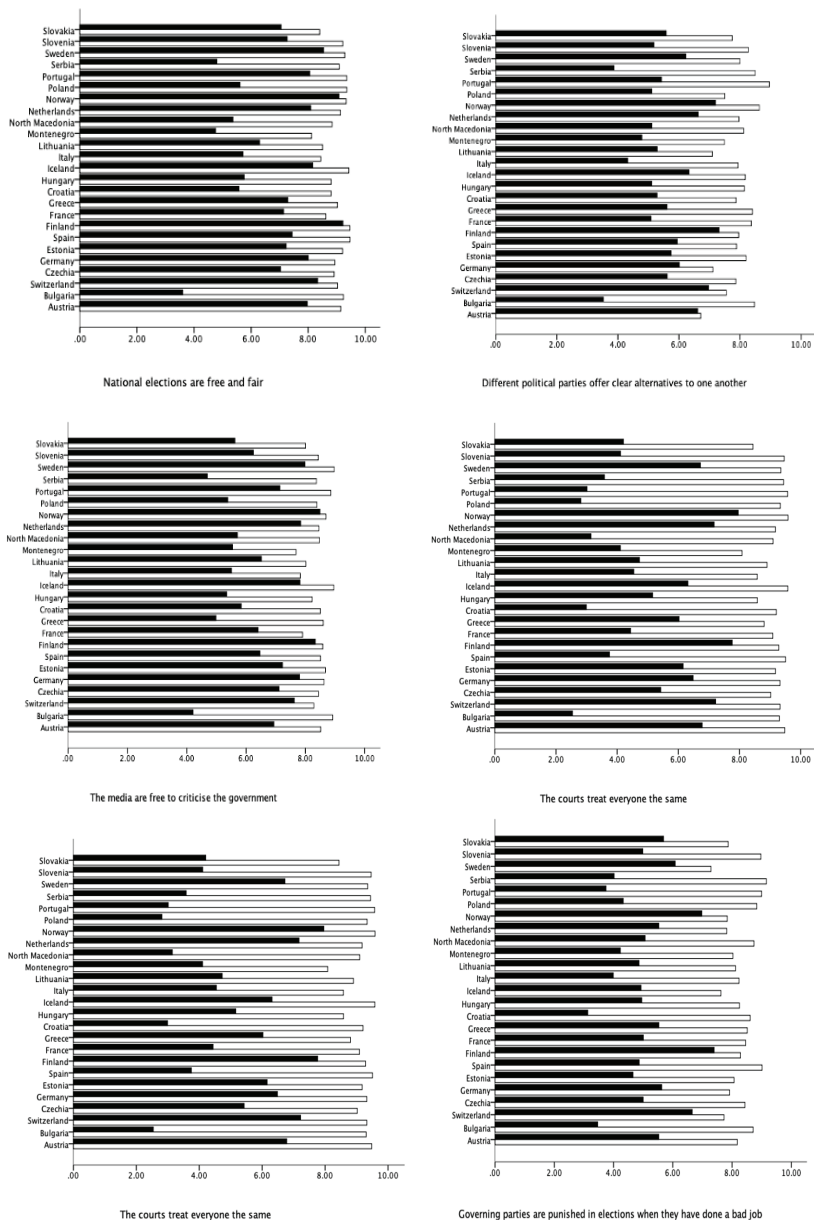 Slovakia
Slovenia
Sweden
Serbia
Portugal
Poland
Norway
Netherlands
North Macedonia
Montenegro
Lithuania
Italy
Iceland
Hungary
Croatia
Greece
France
Finland
Spain
Estonia
Germany
Czechia
Switzerland
Bulgaria
Austria
.00 2.00 4.00 6.00 8.00 10.00
National elections are free and fair
Slovakia
Slovenia
Sweden
Serbia
Portugal
Poland
Norway
Netherlands
North Macedonia
Montenegro
Lithuania
Italy
Iceland
Hungary
Croatia
Greece
France
Finland
Spain
Estonia
Germany
Czechia
Switzerland
Bulgaria
Austria
.00 2.00 4.00 6.00 8.00 10.00
Different political parties offer clear alternatives to one another
Slovakia
Slovenia
Sweden
Serbia
Portugal
Poland
Norway
Netherlands
North Macedonia
Montenegro
Lithuania
Italy
Iceland
Hungary
Croatia
Greece
France
Finland
Spain
Estonia
Germany
Czechia
Switzerland
Bulgaria
Austria
.00 2.00 4.00 6.00 8.00 10.00
The media are free to criticise the government
Slovakia
Slovenia
Sweden
Serbia
Portugal
Poland
Norway
Netherlands
North Macedonia
Montenegro
Lithuania
Italy
Iceland
Hungary
Croatia
Greece
France
Finland
Spain
Estonia
Germany
Czechia
Switzerland
Bulgaria
Austria
.00 2.00 4.00 6.00 8.00 10.00
The courts treat everyone the same
Slovakia
Slovenia
Sweden
Serbia
Portugal
Poland
Norway
Netherlands
North Macedonia
Montenegro
Lithuania
Italy
Iceland
Hungary
Croatia
Greece
France
Finland
Spain
Estonia
Germany
Czechia
Switzerland
Bulgaria
Austria
.00 2.00 4.00 6.00 8.00 10.00
The courts treat everyone the same
Slovakia
Slovenia
Sweden
Serbia
Portugal
Poland
Norway
Netherlands
North Macedonia
Montenegro
Lithuania
Italy
Iceland
Hungary
Croatia
Greece
France
Finland
Spain
Estonia
Germany
Czechia
Switzerland
Bulgaria
Austria
.00 2.00 4.00 6.00 8.00 10.00
Governing parties are punished in elections when they have done a bad job